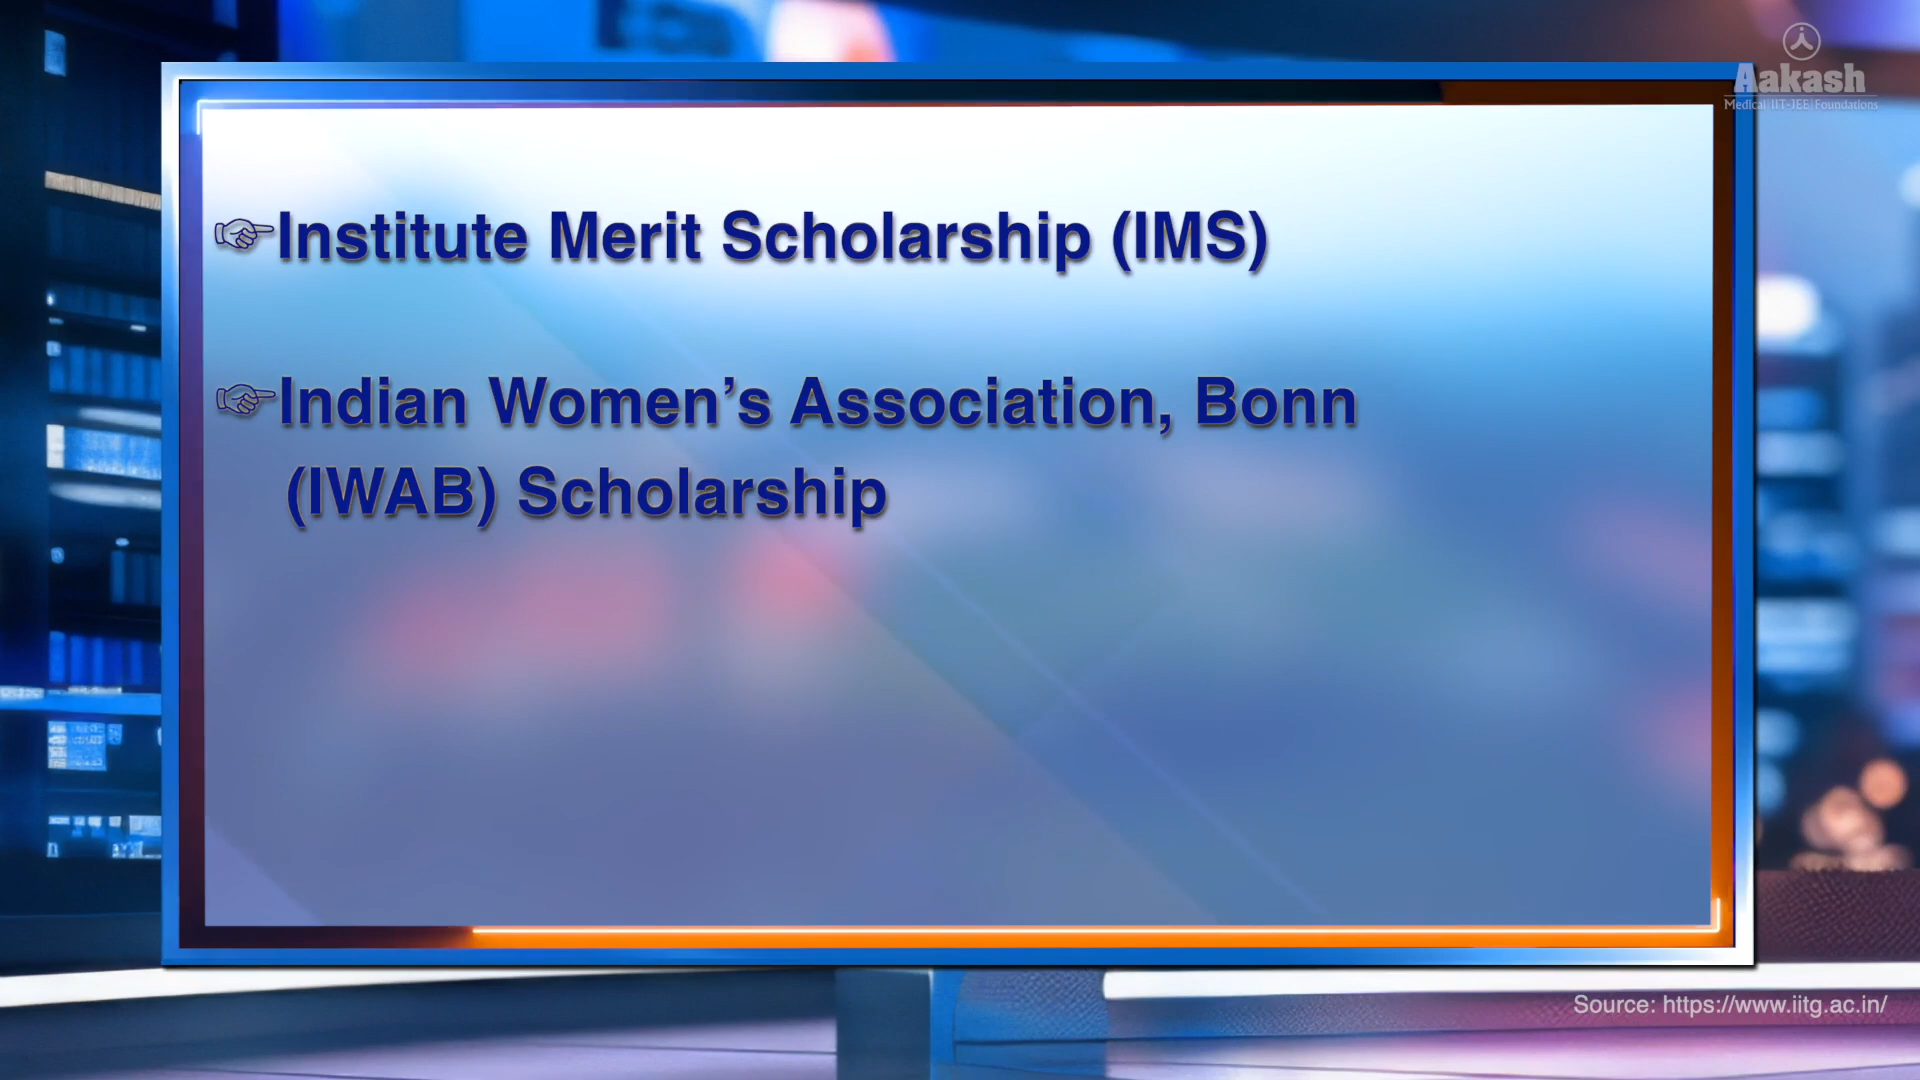 Aakash
Medical|IIT-JEE|Foundations
☞Institute Merit Scholarship (IMS)
☞Indian Women’s Association, Bonn
(IWAB) Scholarship
Source: https://www.iitg.ac.in/